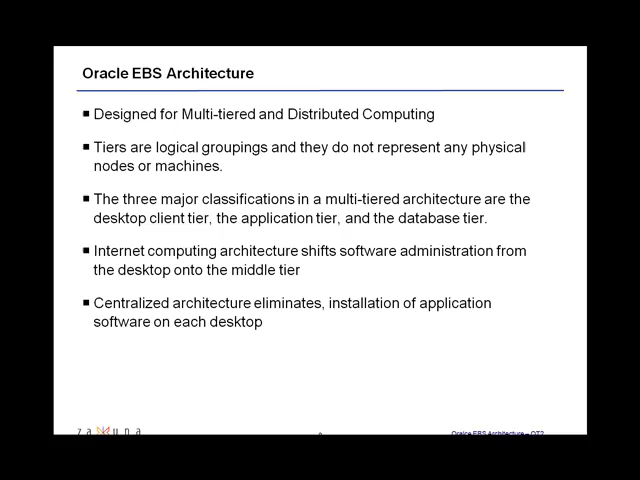 Oracle EBS Architecture
Designed for Multi-tiered and Distributed Computing
Tiers are logical groupings and they do not represent any physical
nodes or machines.
The three major classifications in a multi-tiered architecture are the
desktop client tier, the application tier, and the database tier.
Internet computing architecture shifts software administration from
the desktop onto the middle tier
Centralized architecture eliminates, installation of application
software on each desktop
Oralce EBS Architecture – OT2